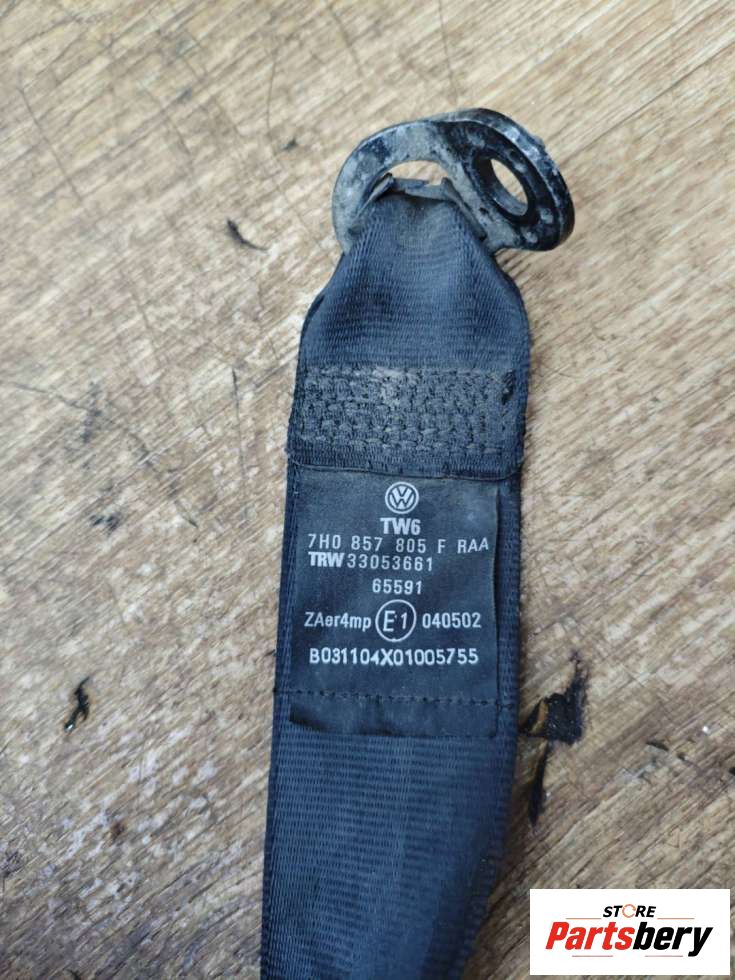 TW6
7H0 857 805 F RAA
TRW 33053661
65591
ZAer4mp E1 040502
B031104X01005755
STORE
Partsbery